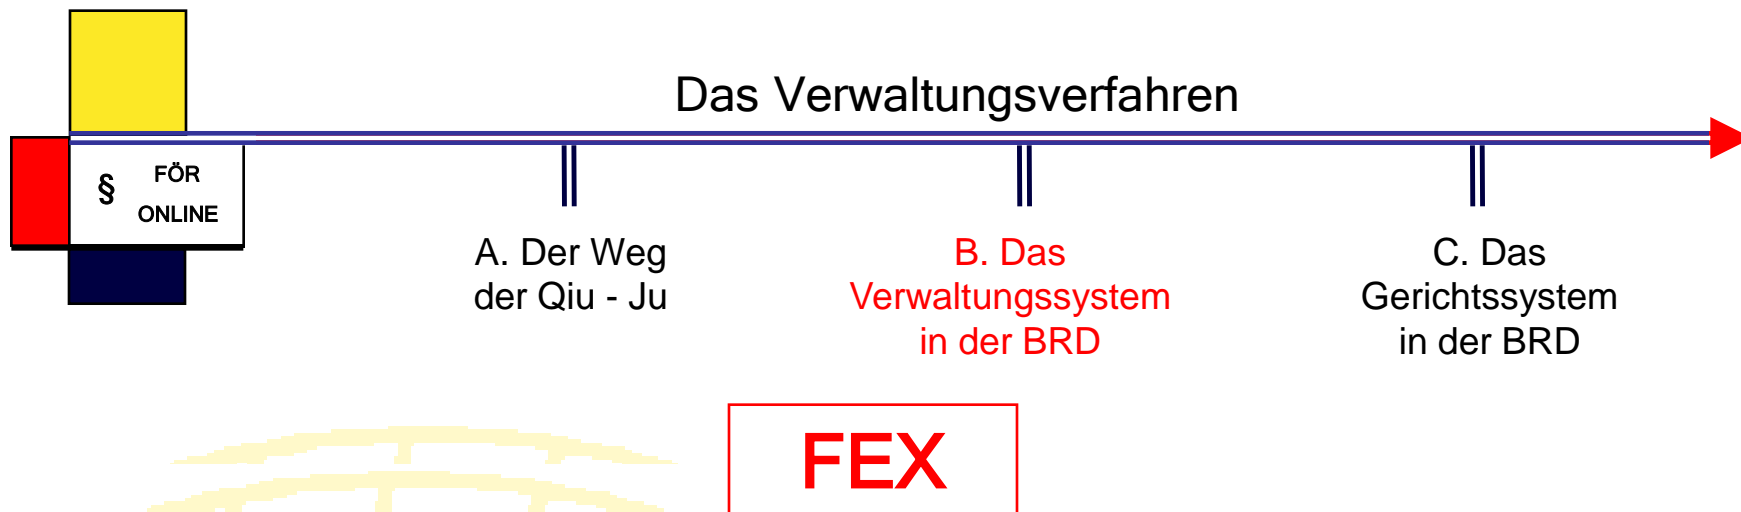 Das Verwaltungsverfahren
§ FÖR
ONLINE
A. Der Weg
der Qiu - Ju
B. Das
Verwaltungssystem
in der BRD
C. Das
Gerichtssystem
in der BRD
FEX